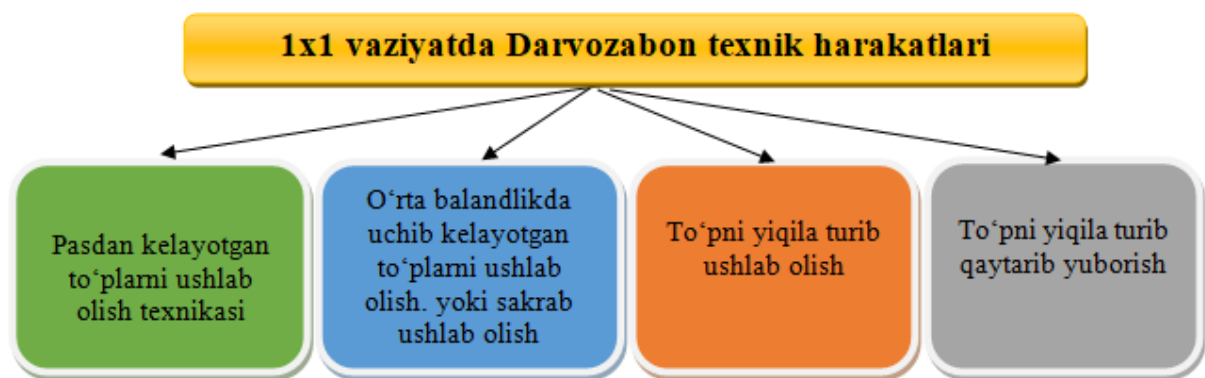 1x1 vaziyatda Darvozabon texnik harakatlari
Pasdan kelayotgan
to‘plarni ushlab
olish texnikasi
O‘rta balandlikda
uchib kelayotgan
to‘plarni ushlab
olish. yoki sakrab
ushlab olish
To‘pni yiqila turib
ushlab olish
To‘pni yiqila turib
qaytarib yuborish